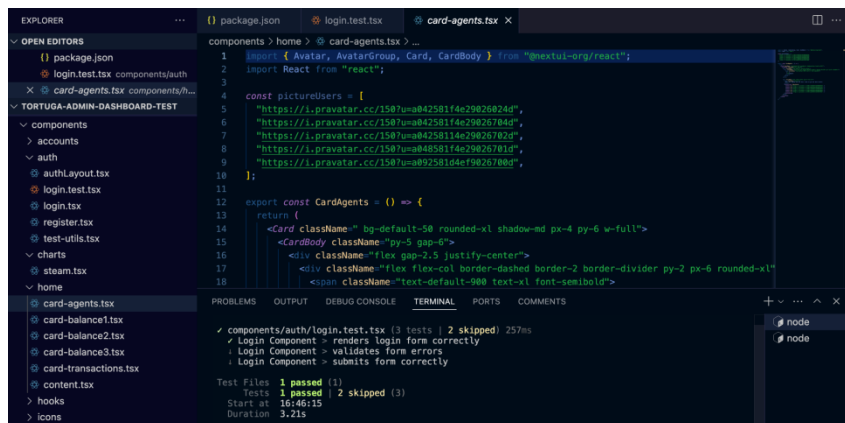 EXPLORER
OPEN EDITORS
{} package.json
login.test.tsx components/auth
card-agents.tsx components/h...
TORTUGA-ADMIN-DASHBOARD-TEST
components
accounts
auth
authLayout.tsx
login.test.tsx
login.tsx
register.tsx
test-utils.tsx
charts
steam.tsx
home
card-agents.tsx
card-balance1.tsx
card-balance2.tsx
card-balance3.tsx
card-transactions.tsx
content.tsx
hooks
icons
{} package.json
login.test.tsx
card-agents.tsx
components > home > card-agents.tsx > ...
1 import { Avatar, AvatarGroup, Card, CardBody } from "@nextui-org/react";
2 import React from "react";
3
4 const pictureUsers = [
5 "https://i.pravatar.cc/150?u=a042581f4e29026024d",
6 "https://i.pravatar.cc/150?u=a042581f4e29026704d",
7 "https://i.pravatar.cc/150?u=a04258114e29026702d",
8 "https://i.pravatar.cc/150?u=a048581f4e29026701d",
9 "https://i.pravatar.cc/150?u=a092581d4ef9026700d",
10 ];
11
12 export const CardAgents = () => {
13 return (
14 <Card className=" bg-default-50 rounded-xl shadow-md px-4 py-6 w-full">
15 <CardBody className="py-5 gap-6">
16 <div className="flex gap-2.5 justify-center">
17 <div className="flex flex-col border-dashed border-2 border-divider py-2 px-6 rounded-xl"
18 <span className="text-default-900 text-xl font-semibold">
PROBLEMS OUTPUT DEBUG CONSOLE TERMINAL PORTS COMMENTS
✓ components/auth/login.test.tsx (3 tests | 2 skipped) 257ms
✓ Login Component > renders login form correctly
↓ Login Component > validates form errors
↓ Login Component > submits form correctly
Test Files 1 passed (1)
Tests 1 passed | 2 skipped (3)
Start at 16:46:15
Duration 3.21s
node
node